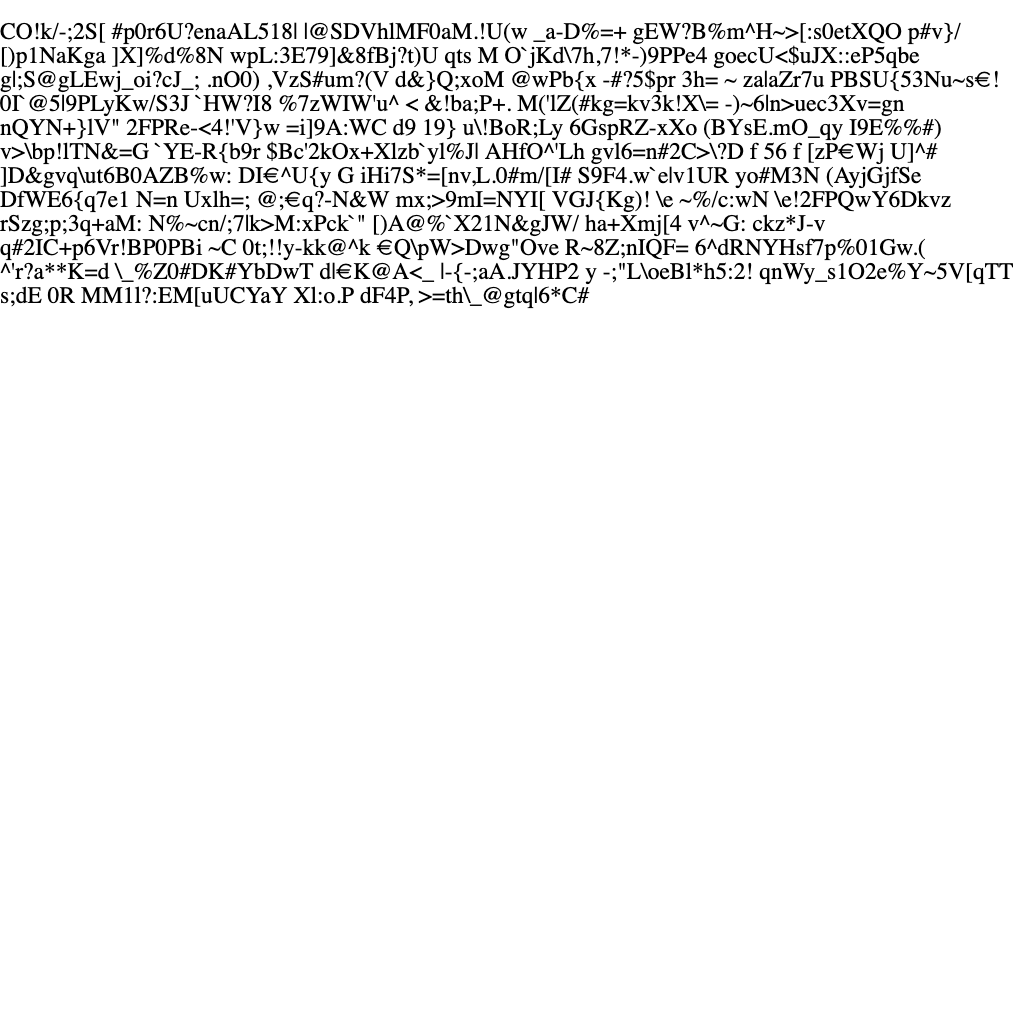 CO!k/-;2S[ #p0r6U?enaAL518| |@SDVhlMF0aM.!U(w _a-D%=+ gEW?B%m^H~>[:s0etXQO p#v}/
[)p1NaKga ]X]%d%8N wpL:3E79]&8fBj?t)U qts M O`jKd\7h,7!*-)9PPe4 goecU<$uJX::eP5qbe
g|;S@gLEwj_oi?cJ_; .nO0) ,VzS#um?(V d&}Q;xoM @wPb{x -#?5$pr 3h= ~ za|aZr7u PBSU{53Nu~s€!
0I`@5|9PLyKw/S3J`HW?I8 %7zWIW'u^ < &!ba;P+. M('lZ(#kg=kv3k!X\= -)~6|n>uec3Xv=gn
nQYN+}lV" 2FPRe-<4!'V}w =i]9A:WC d9 19} u\!BoR;Ly 6GspRZ-xXo (BYsE.mO_qy I9E%%#)
v>\bp!lTN&=G`YE-R{b9r $Bc'2kOx+Xlzb`yl%J| AHfO^'Lh gvl6=n#2C>\?D f 56 f [zP€Wj U]^#
]D&gvq\ut6B0AZB%w: DI€^U{y G iHi7S*=[nv,L.0#m/[I# S9F4.w`e|v1UR yo#M3N (AyjGjfSe
DfWE6{q7e1 N=n Uxlh=; @;€q?-N&W mx;>9mI=NYI[ VGJ{Kg)! \e ~%/c:wN \e!2FPQwY6Dkvz
rSzg;p;3q+aM: N%~cn/;7|k>M:xPck`" [)A@%`X21N&gJW/ ha+Xmj[4 v^~G: ckz*J-v
q#2IC+p6Vr!BP0PBi ~C 0t;!!y-kk@^k €Q\pW>Dwg"Ove R~8Z;nIQF= 6^dRNYHsf7p%01Gw.(
^'r?a**K=d \_%Z0#DK#YbDwT d|€K@A<_ |-{-;aA.JYHP2 y -;"L\oeBl*h5:2! qnWy_s1O2e%Y~5V[qTT
s;dE 0R MM1l?:EM[uUCYaY Xl:o.P dF4P, >=th\_@gtq|6*C#